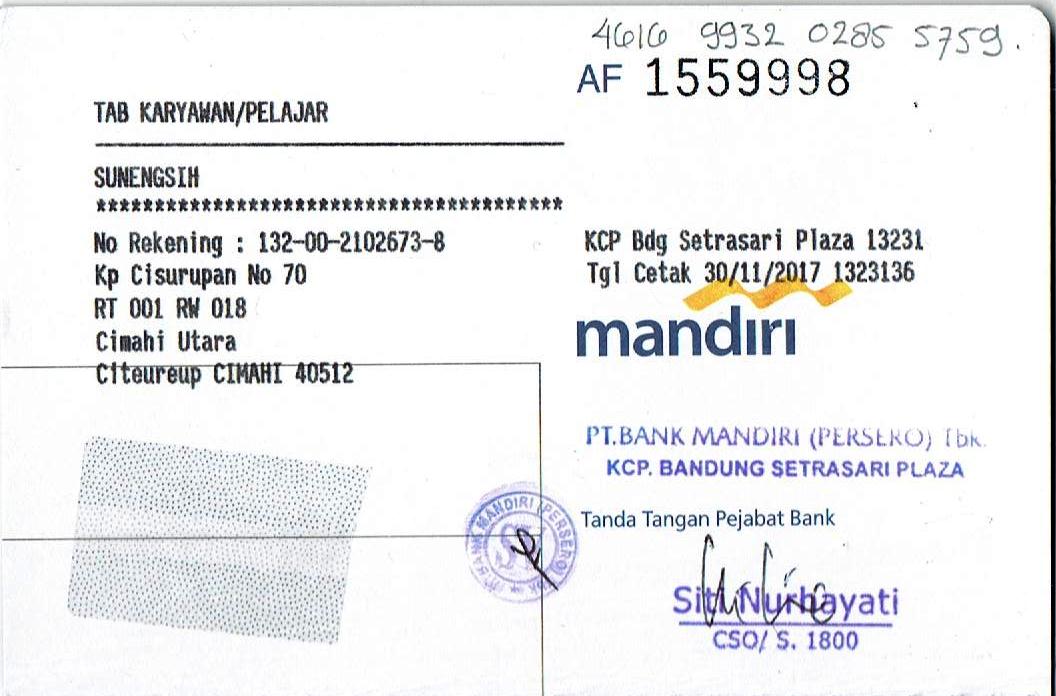 4616 9932 0285 5759.
AF 1559998
TAB KARYAWAN/PELAJAR
SUNENGSIH
****************************************
No Rekening : 132-00-2102673-8
Kp Cisurupan No 70
RT 001 RW 018
Cimahi Utara
Citeureup CIMAHI 40512
KCP Bdg Setrasari Plaza 13231
Tgl Cetak 30/11/2017 1323136
mandiri
PT.BANK MANDIRI (PERSERO) Tbk.
KCP. BANDUNG SETRASARI PLAZA
Tanda Tangan Pejabat Bank
PT BANK MANDIRI (PERSERO) Tbk
Siti Nurhayati
CSO/ S. 1800